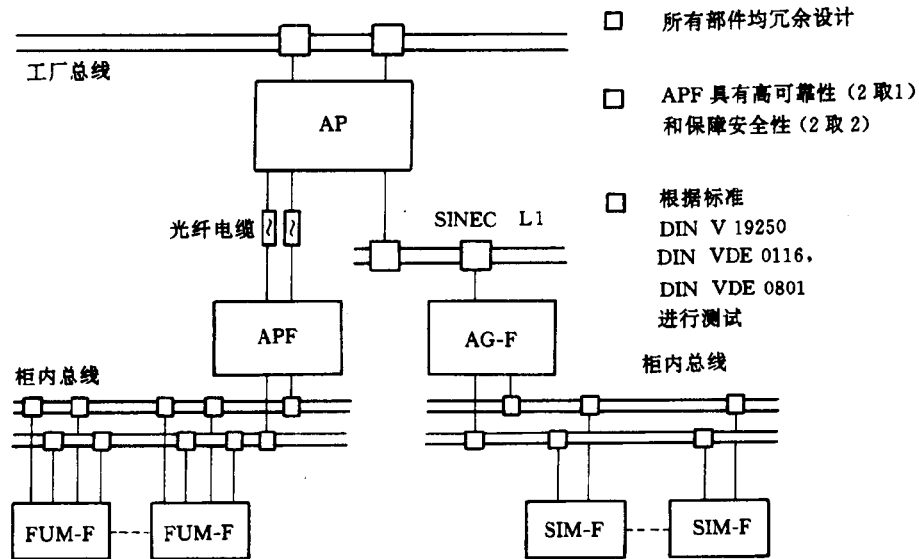 工厂总线
AP
光纤电缆
SINEC L1
APF
AG-F
柜内总线
柜内总线
FUM-F
FUM-F
SIM-F
SIM-F
所有部件均冗余设计
APF 具有高可靠性（2取1）
和保障安全性（2取2）
根据标准
DIN V 19250
DIN VDE 0116,
DIN VDE 0801
进行测试